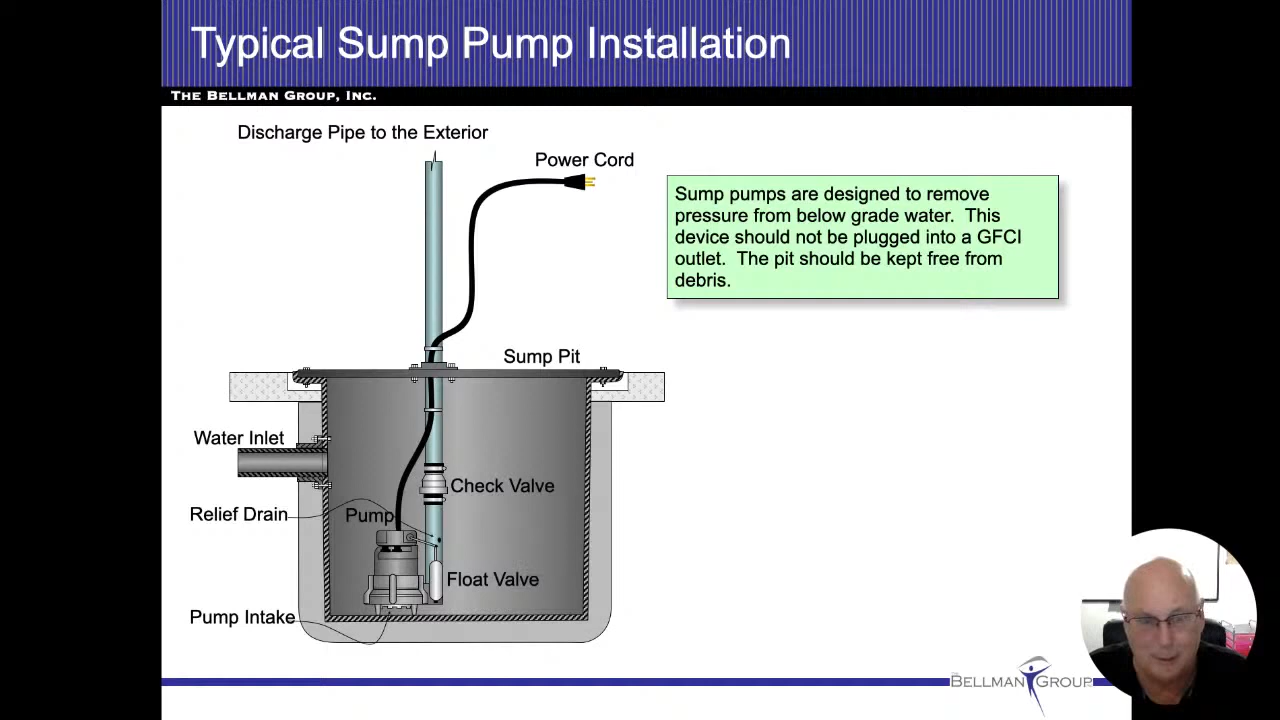 Typical Sump Pump Installation
THE BELLMAN GROUP, INC.
Discharge Pipe to the Exterior
Power Cord
Sump pumps are designed to remove
pressure from below grade water. This
device should not be plugged into a GFCI
outlet. The pit should be kept free from
debris.
Sump Pit
Water Inlet
Check Valve
Relief Drain
Pump
Float Valve
Pump Intake
THE BELLMAN GROUP